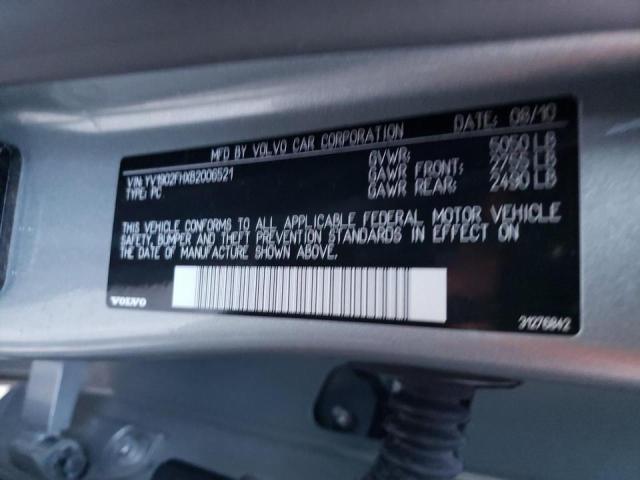 MFD BY VOLVO CAR CORPORATION DATE: 08/10
VIN: YV1902FHXB2006521
TYPE: PC
GVWR: 5050 LB
GAWR FRONT: 2755 LB
GAWR REAR: 2490 LB
THIS VEHICLE CONFORMS TO ALL APPLICABLE FEDERAL MOTOR VEHICLE
SAFETY, BUMPER AND THEFT PREVENTION STANDARDS IN EFFECT ON
THE DATE OF MANUFACTURE SHOWN ABOVE.
VOLVO
31276842